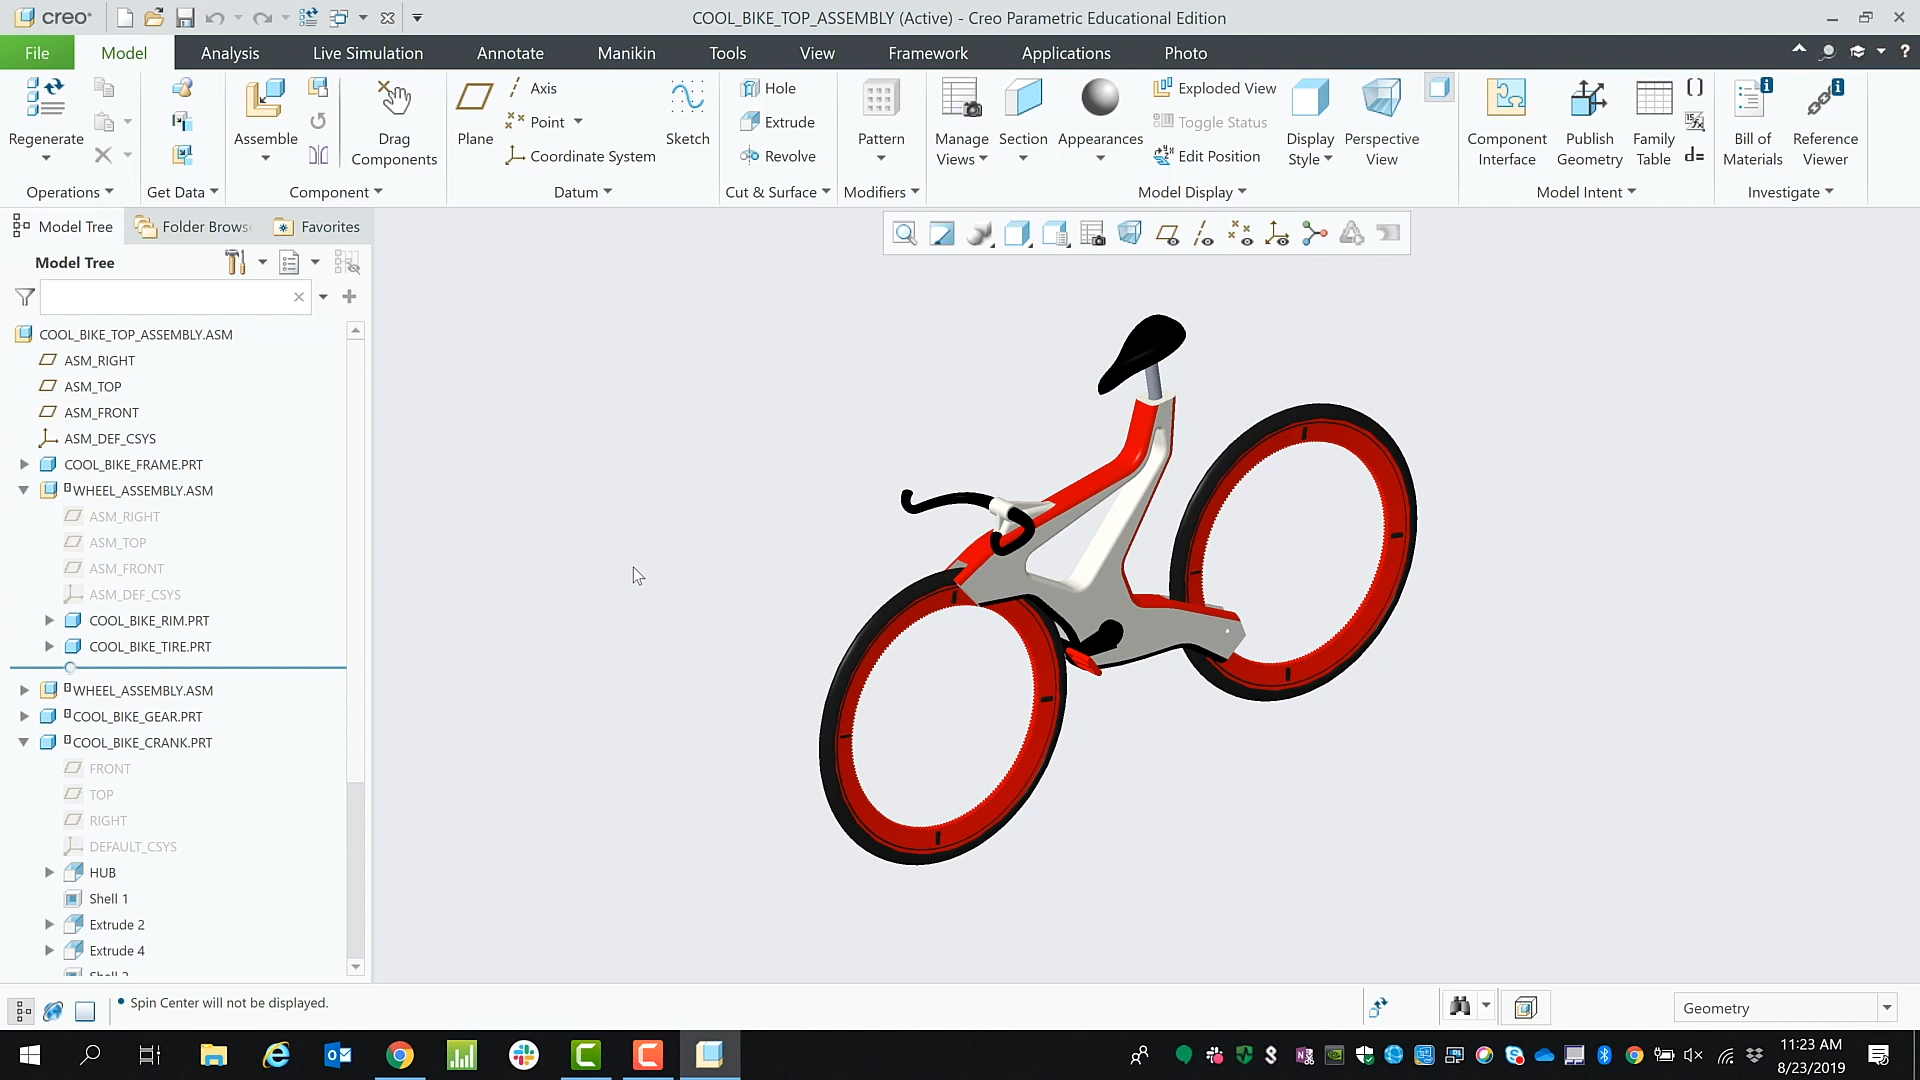 creo
COOL_BIKE_TOP_ASSEMBLY (Active) - Creo Parametric Educational Edition
File Model Analysis Live Simulation Annotate Manikin Tools View Framework Applications Photo
Regenerate
Operations
Get Data
Assemble
Drag Components
Component
Plane
Axis
Point
Coordinate System
Sketch
Datum
Hole
Extrude
Revolve
Cut & Surface
Pattern
Modifiers
Manage Views
Section
Appearances
Exploded View
Toggle Status
Edit Position
Display Style
Perspective View
Model Display
Component Interface
Publish Geometry
Family Table
Model Intent
Bill of Materials
Reference Viewer
Investigate
Model Tree
Favorites
Model Tree
COOL_BIKE_TOP_ASSEMBLY.ASM
ASM_RIGHT
ASM_TOP
ASM_FRONT
ASM_DEF_CSYS
COOL_BIKE_FRAME.PRT
WHEEL_ASSEMBLY.ASM
ASM_RIGHT
ASM_TOP
ASM_FRONT
ASM_DEF_CSYS
COOL_BIKE_RIM.PRT
COOL_BIKE_TIRE.PRT
WHEEL_ASSEMBLY.ASM
COOL_BIKE_GEAR.PRT
COOL_BIKE_CRANK.PRT
FRONT
TOP
RIGHT
DEFAULT_CSYS
HUB
Shell 1
Extrude 2
Extrude 4
Spin Center will not be displayed.
Geometry
11:23 AM
8/23/2019